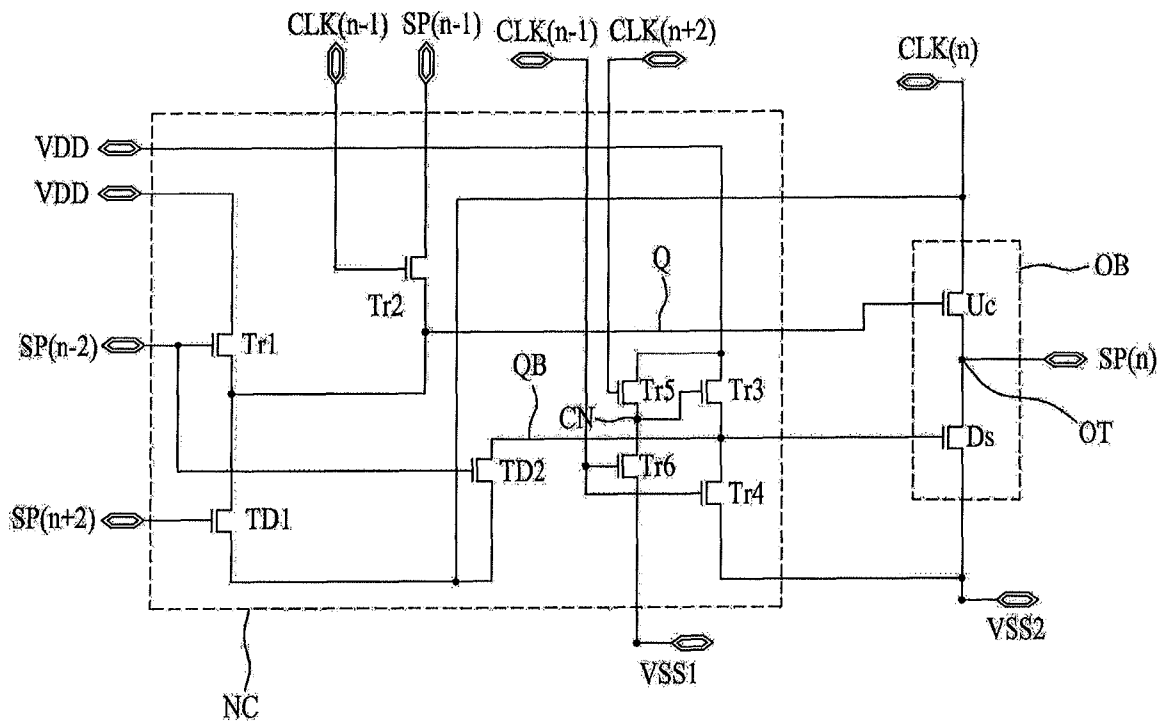 CLK(n-1)
SP(n-1)
CLK(n-1)
CLK(n+2)
CLK(n)
VDD
VDD
Q
OB
Tr2
Uc
SP(n-2)
Tr1
SP(n)
QB
Tr5
Tr3
CN
OT
Ds
TD2
Tr6
Tr4
SP(n+2)
TD1
VSS2
VSS1
NC